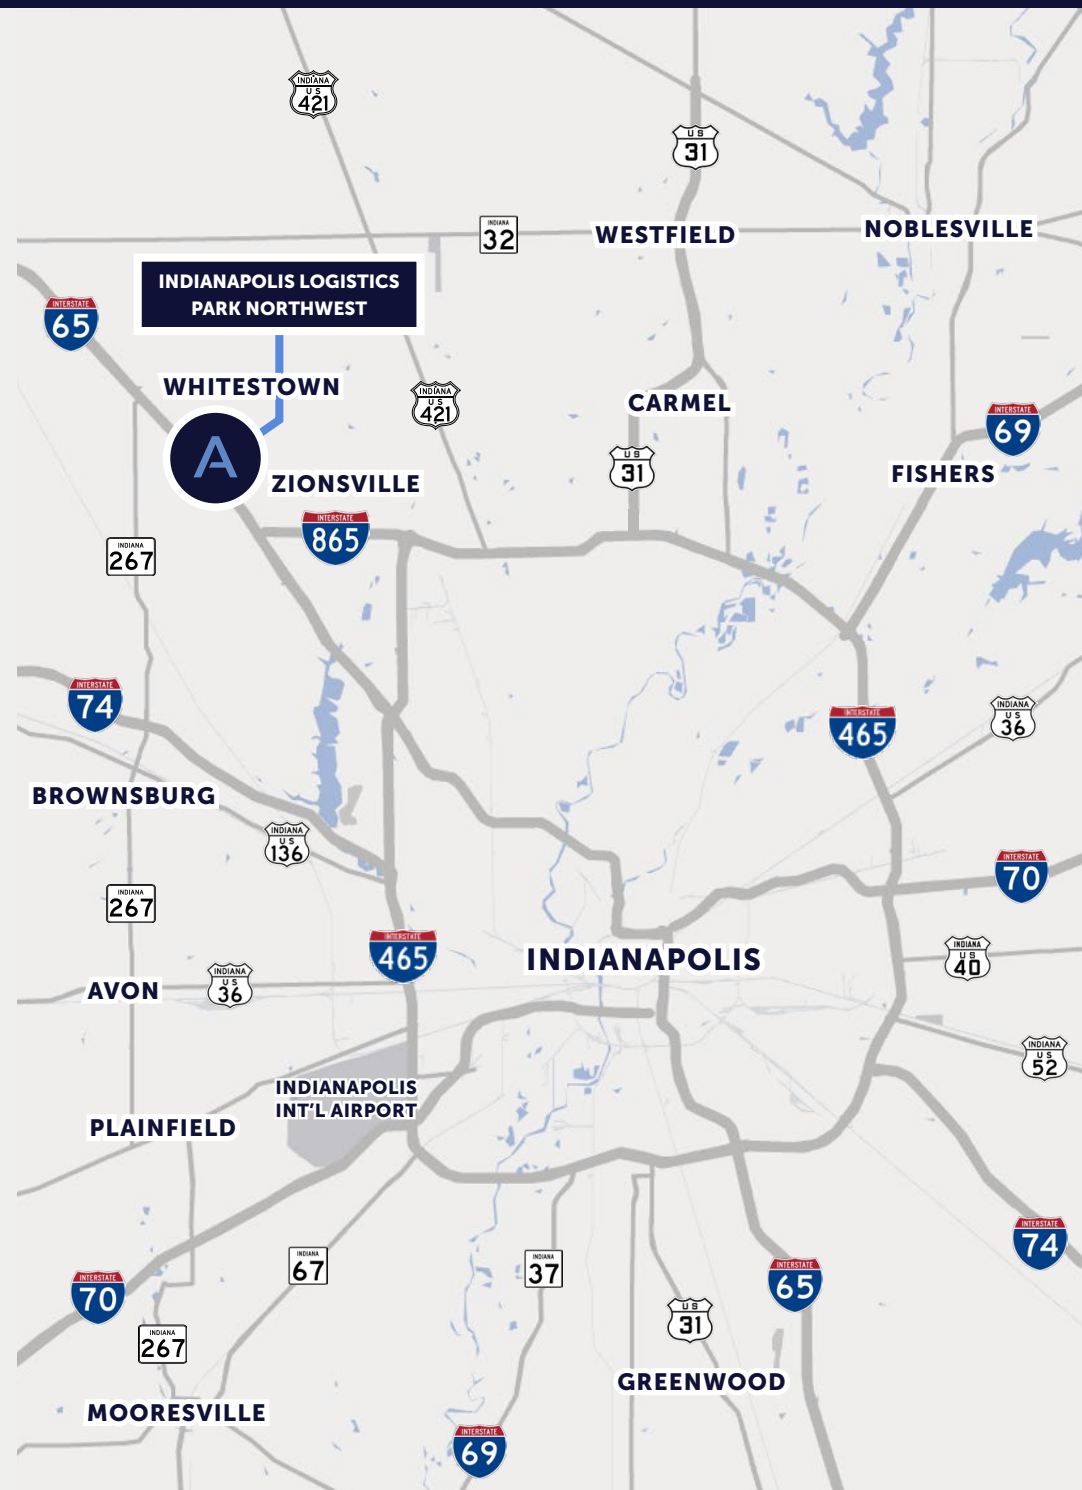 INDIANA
US
421
US
31
INDIANA
32
WESTFIELD
NOBLESVILLE
INDIANAPOLIS LOGISTICS
PARK NORTHWEST
INTERSTATE
65
WHITESTOWN
INDIANA
US
421
CARMEL
INTERSTATE
69
A
US
31
FISHERS
ZIONSVILLE
INTERSTATE
865
INDIANA
267
INTERSTATE
74
INTERSTATE
465
INDIANA
US
36
BROWNSBURG
INDIANA
US
136
INTERSTATE
70
INDIANA
267
INTERSTATE
465
INDIANAPOLIS
INDIANA
US
40
AVON
INDIANA
US
36
INDIANA
US
52
INDIANAPOLIS
INT'L AIRPORT
PLAINFIELD
INTERSTATE
74
INDIANA
67
INDIANA
37
INTERSTATE
65
INTERSTATE
70
US
31
INDIANA
267
GREENWOOD
MOORESVILLE
INTERSTATE
69